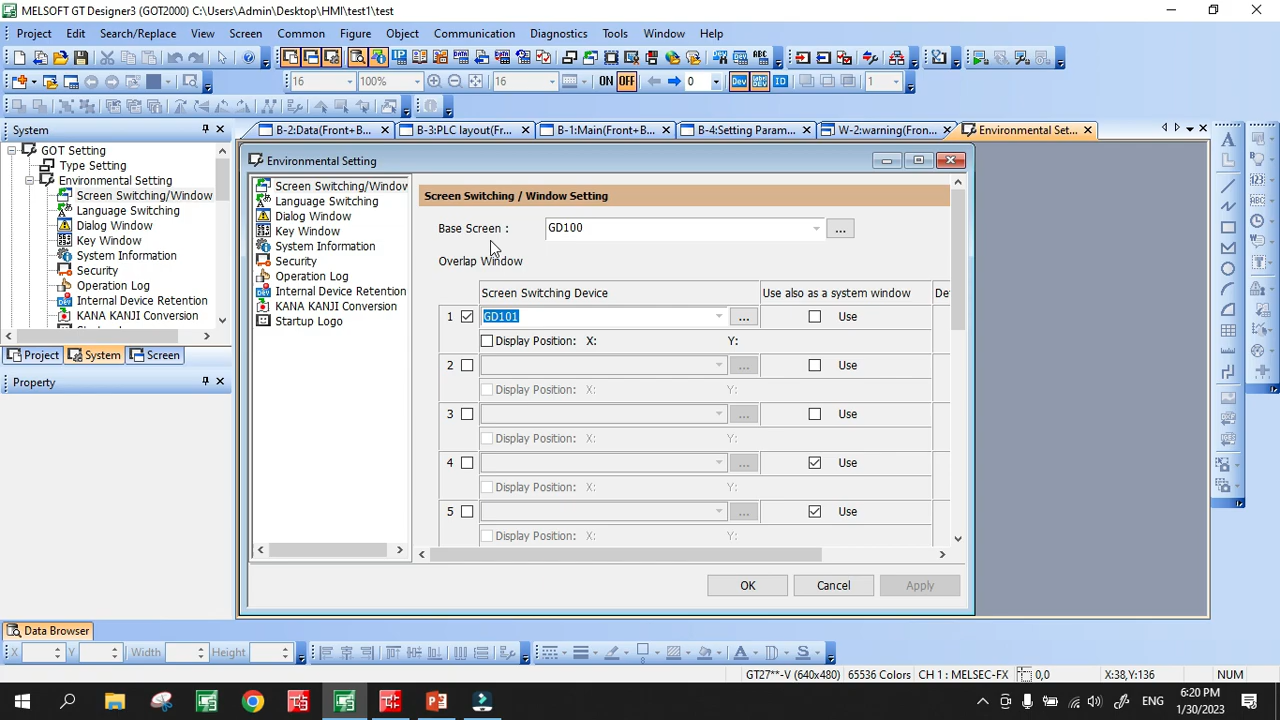 MELSOFT GT Designer3 (GOT2000) C:\Users\Admin\Desktop\HMI\test1\test
Project Edit Search/Replace View Screen Common Figure Object Communication Diagnostics Tools Window Help
16 100% 16 ON OFF 0 Dev IO 1
System
B-2:Data(Front+B... B-3:PLC layout(Fr... B-1:Main(Front+B... B-4:Setting Param... W-2:warning(Fron... Environmental Set...
GOT Setting
Type Setting
Environmental Setting
Screen Switching/Window
Language Switching
Dialog Window
Key Window
System Information
Security
Operation Log
Internal Device Retention
KANA KANJI Conversion
Project System Screen
Property
Environmental Setting
Screen Switching/Window
Language Switching
Dialog Window
Key Window
System Information
Security
Operation Log
Internal Device Retention
KANA KANJI Conversion
Startup Logo
Screen Switching / Window Setting
Base Screen : GD100 ...
Overlap Window
Screen Switching Device Use also as a system window De
1 GD101 ... Use
Display Position: X: Y:
2 ... Use
Display Position: X: Y:
3 ... Use
Display Position: X: Y:
4 ... Use
Display Position: X: Y:
5 ... Use
Display Position: X: Y:
OK Cancel Apply
Data Browser
X Y Width Height
GT27**-V (640x480) 65536 Colors CH 1 : MELSEC-FX 0,0 X:38,Y:136 NUM
ENG 6:20 PM
1/30/2023